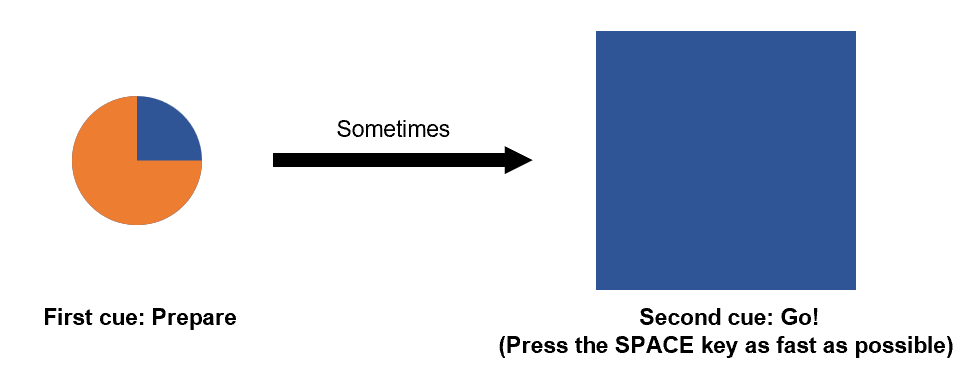 Sometimes
First cue: Prepare
Second cue: Go!
(Press the SPACE key as fast as possible)